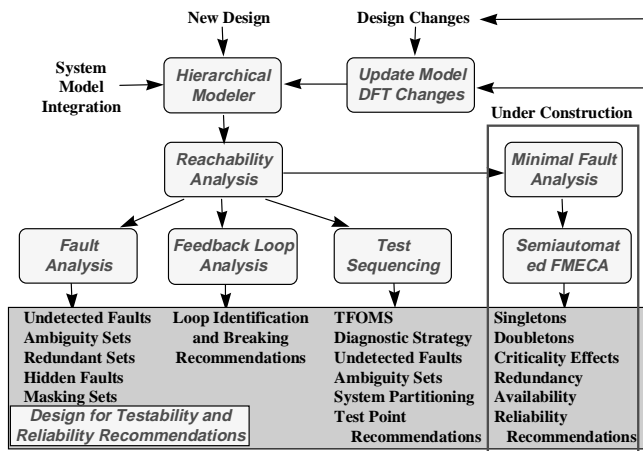 New Design
Design Changes
System
Model
Integration
Hierarchical
Modeler
Update Model
DFT Changes
Under Construction
Reachability
Analysis
Minimal Fault
Analysis
Fault
Analysis
Feedback Loop
Analysis
Test
Sequencing
Semiautomat
ed FMECA
Undetected Faults
Ambiguity Sets
Redundant Sets
Hidden Faults
Masking Sets
Loop Identification
and Breaking
Recommendations
TFOMS
Diagnostic Strategy
Undetected Faults
Ambiguity Sets
System Partitioning
Test Point
Recommendations
Singletons
Doubletons
Criticality Effects
Redundancy
Availability
Reliability
Recommendations
Design for Testability and
Reliability Recommendations